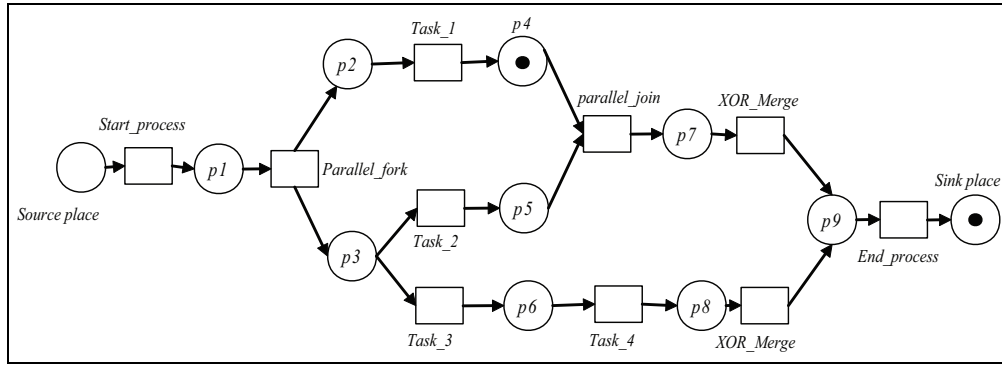 Task_1
p4
p2
parallel_join
XOR_Merge
Start_process
p7
p1
Parallel_fork
Sink place
Source place
p5
p9
Task_2
p3
End_process
p6
p8
Task_3
Task_4
XOR_Merge